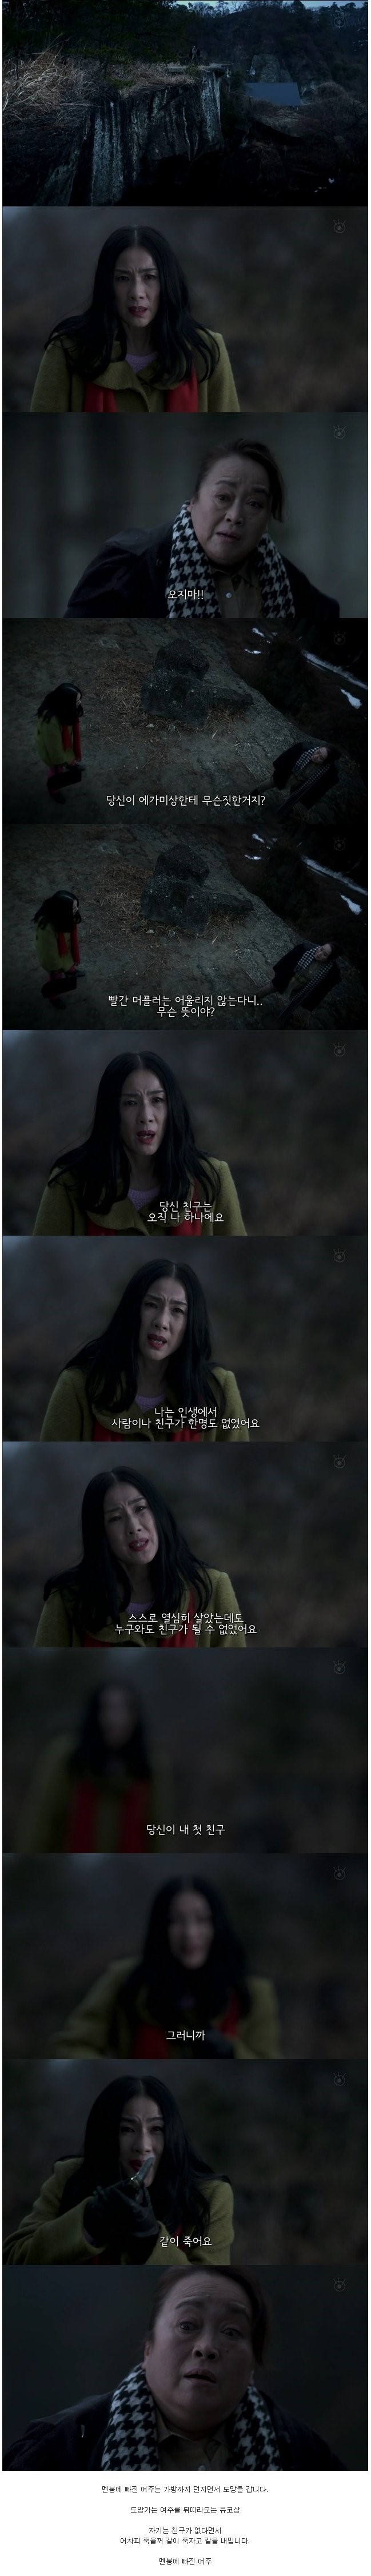 오지마!!
당신이 에가미상한테 무슨짓한거지?
빨간 머플러는 어울리지 않는다니..
무슨 뜻이야?
당신 친구는
오직 나 하나에요
나는 인생에서
사람이나 친구가 한명도 없었어요
스스로 열심히 살았는데도
누구와도 친구가 될 수 없었어요
당신이 내 첫 친구
그러니까
같이 죽어요
멘붕에 빠진 여주는 가방까지 던지면서 도망을 갑니다.
도망가는 여주를 뒤따라오는 류코상
자기는 친구가 없다면서
어차피 죽을꺼 같이 죽자고 칼을 내밉니다.
멘붕에 빠진 여주